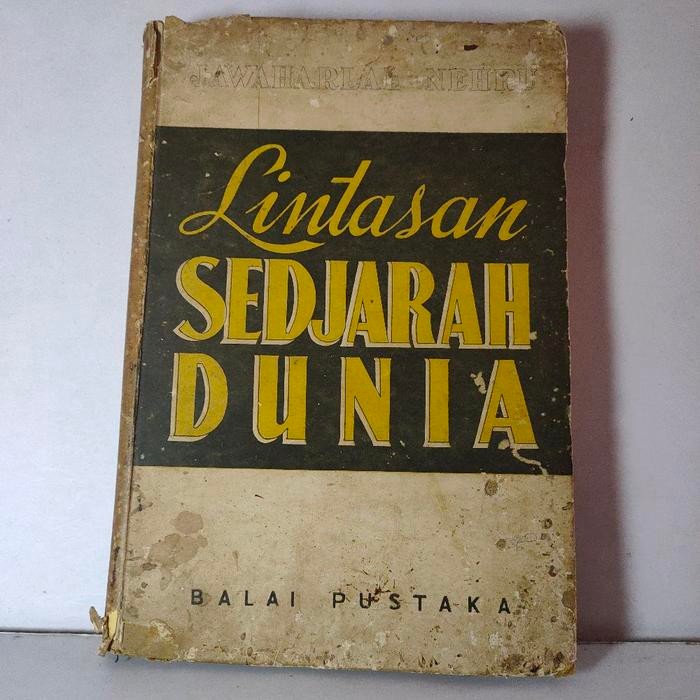 JAWAHARLAL NEHRU
Lintasan
SEDJARAH
DUNIA
BALAI PUSTAKA